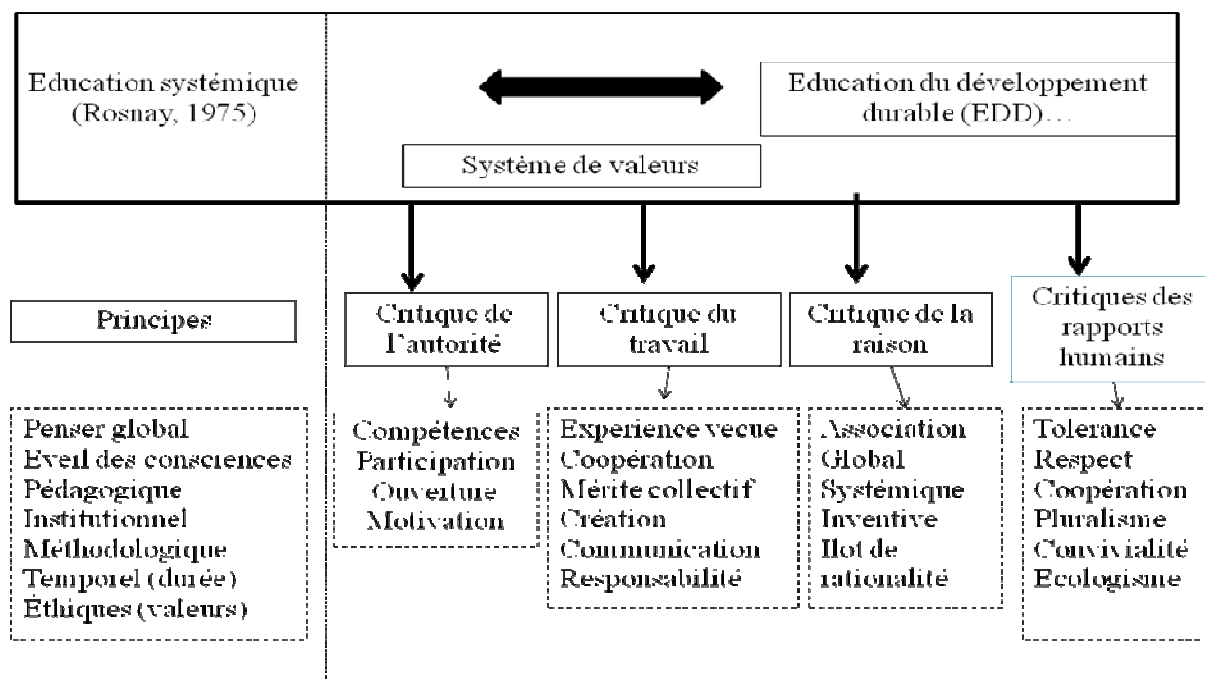 Education systémique
(Rosnay, 1975)
Education du développement
durable (EDD)…
Système de valeurs
Principes
Critique de
l’autorité
Critique du
travail
Critique de la
raison
Critiques des
rapports
humains
Penser global
Eveil des consciences
Pédagogique
Institutionnel
Méthodologique
Temporel (durée)
Éthiques (valeurs)
Compétences
Participation
Ouverture
Motivation
Experience vecue
Coopération
Mérite collectif
Création
Communication
Responsabilité
Association
Global
Systémique
Inventive
Ilot de
rationalité
Tolerance
Respect
Coopération
Pluralisme
Convivialité
Ecologisme